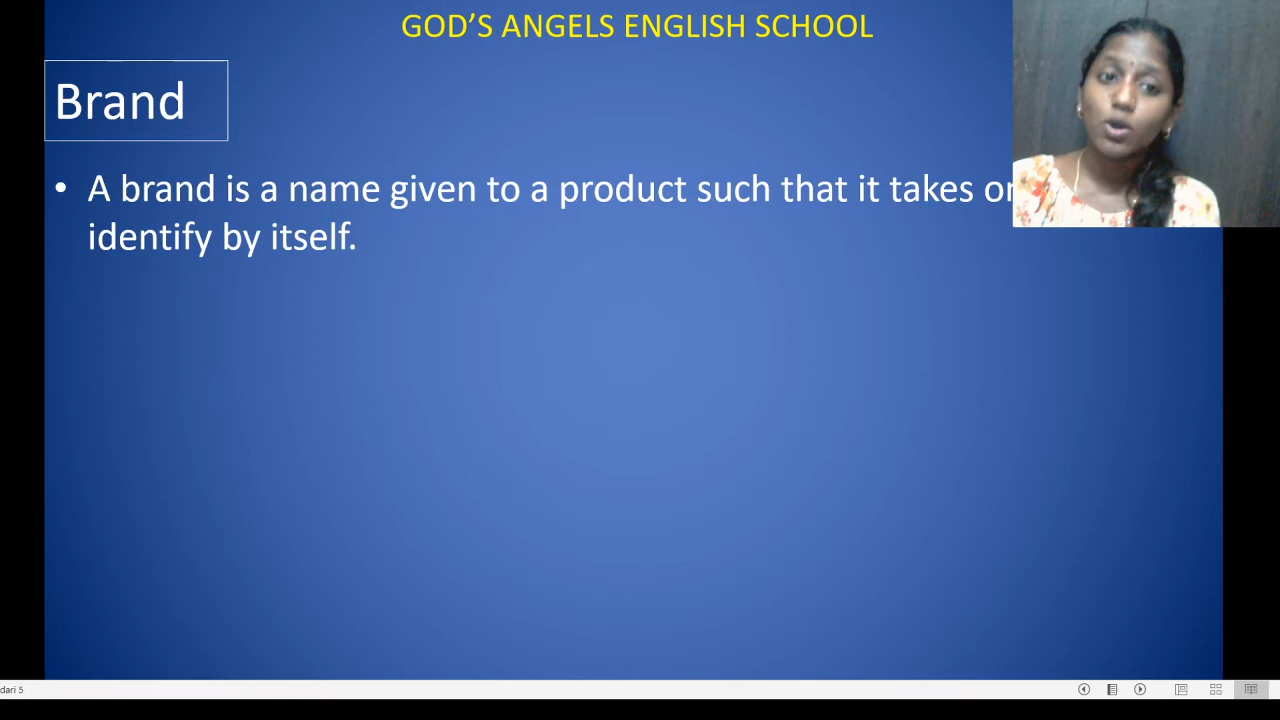 GOD’S ANGELS ENGLISH SCHOOL
Brand
• A brand is a name given to a product such that it takes
identify by itself.
dari 5